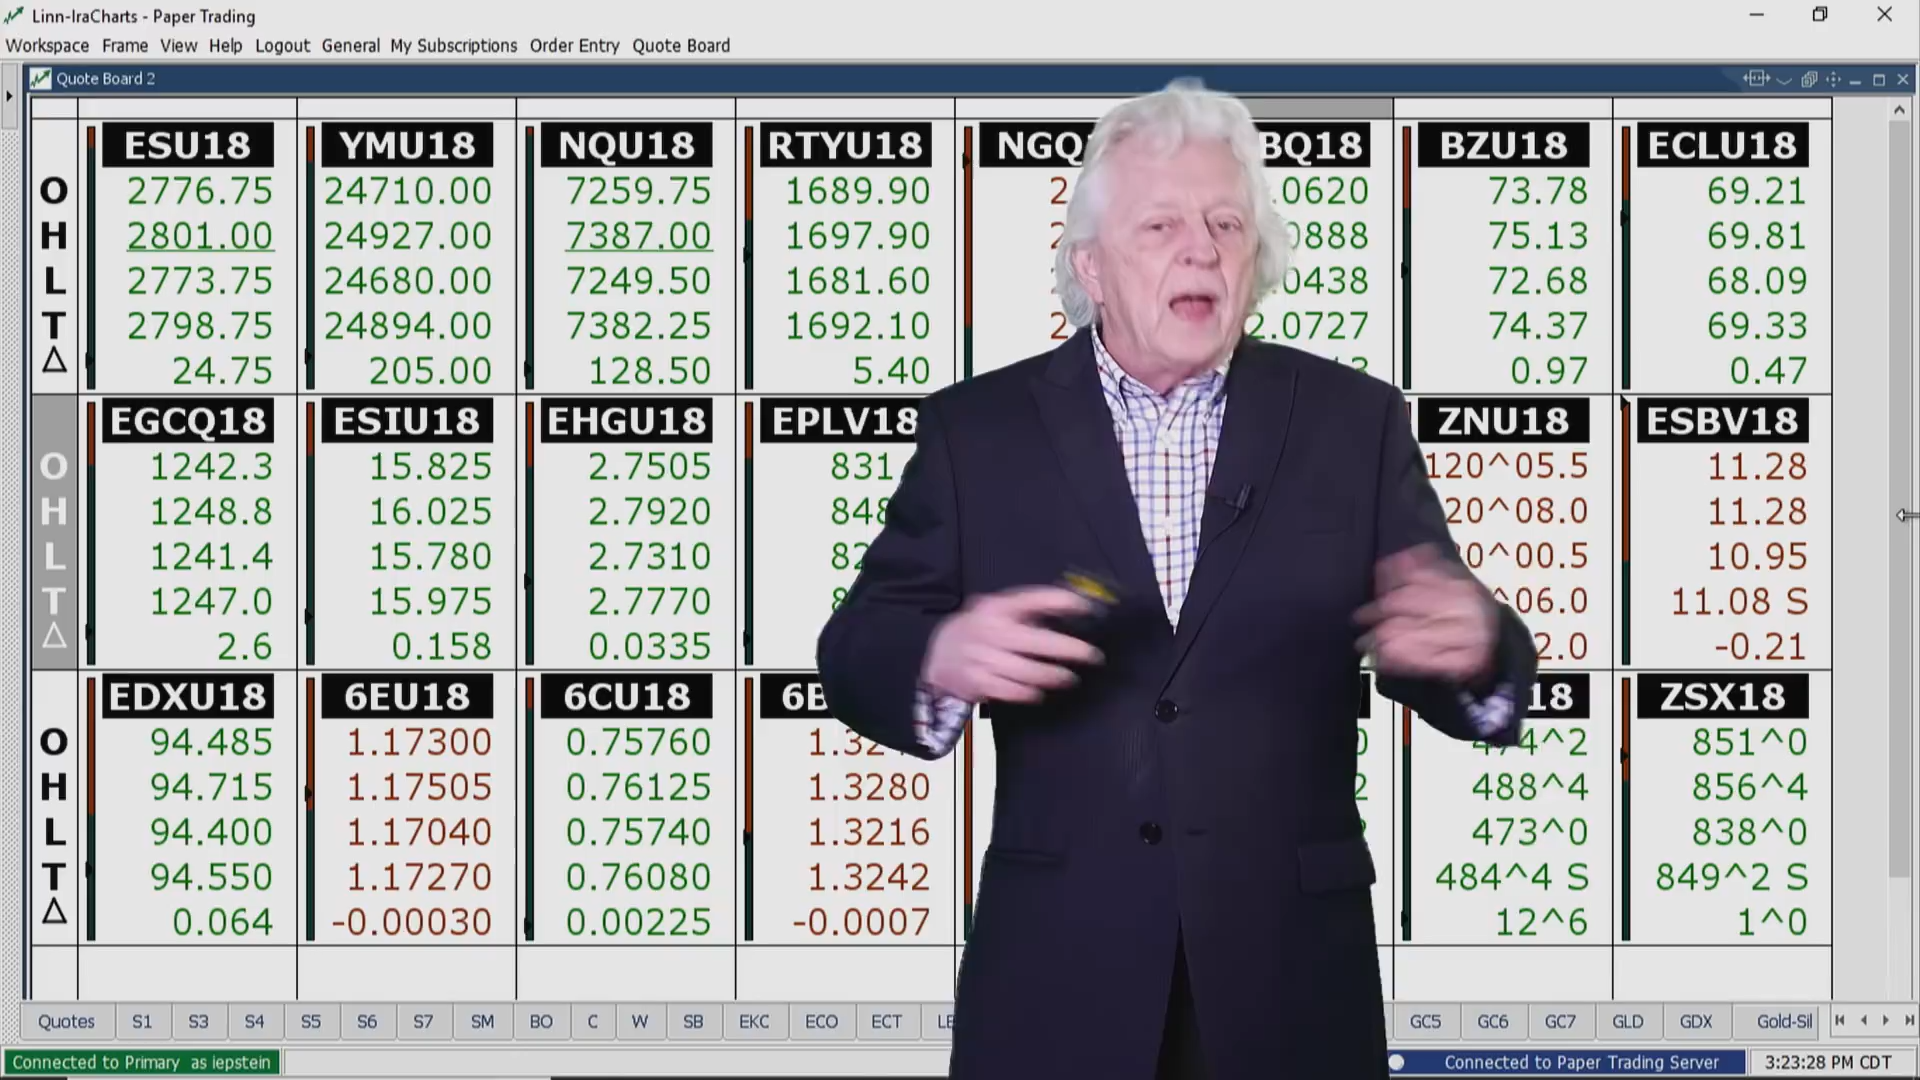 Linn-IraCharts - Paper Trading
Workspace Frame View Help Logout General My Subscriptions Order Entry Quote Board
Quote Board 2
ESU18 YMU18 NQU18 RTYU18 BZU18 ECLU18
O 2776.75 24710.00 7259.75 1689.90 73.78 69.21
H 2801.00 24927.00 7387.00 1697.90 75.13 69.81
L 2773.75 24680.00 7249.50 1681.60 72.68 68.09
T 2798.75 24894.00 7382.25 1692.10 2.0727 74.37 69.33
Δ 24.75 205.00 128.50 5.40 0.97 0.47
EGCQ18 ESIU18 EHGU18 EPLV18 ZNU18 ESBV18
O 1242.3 15.825 2.7505 120^05.5 11.28
H 1248.8 16.025 2.7920 11.28
L 1241.4 15.780 2.7310 10.95
T 1247.0 15.975 2.7770 11.08 S
Δ 2.6 0.158 0.0335 -0.21
EDXU18 6EU18 6CU18 ZSX18
O 94.485 1.17300 0.75760 851^0
H 94.715 1.17505 0.76125 1.3280 488^4 856^4
L 94.400 1.17040 0.75740 1.3216 473^0 838^0
T 94.550 1.17270 0.76080 1.3242 484^4 S 849^2 S
Δ 0.064 -0.00030 0.00225 -0.0007 12^6 1^0
Quotes S1 S3 S4 S5 S6 S7 SM BO C W SB EKC ECO ECT GC5 GC6 GC7 GLD GDX Gold-Sil
Connected to Primary as iepstein Connected to Paper Trading Server 3:23:28 PM CDT